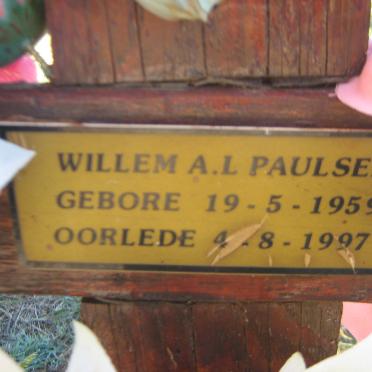 WILLEM A.L PAULSE
GEBORE 19-5-1959
OORLEDE 4-8-1997